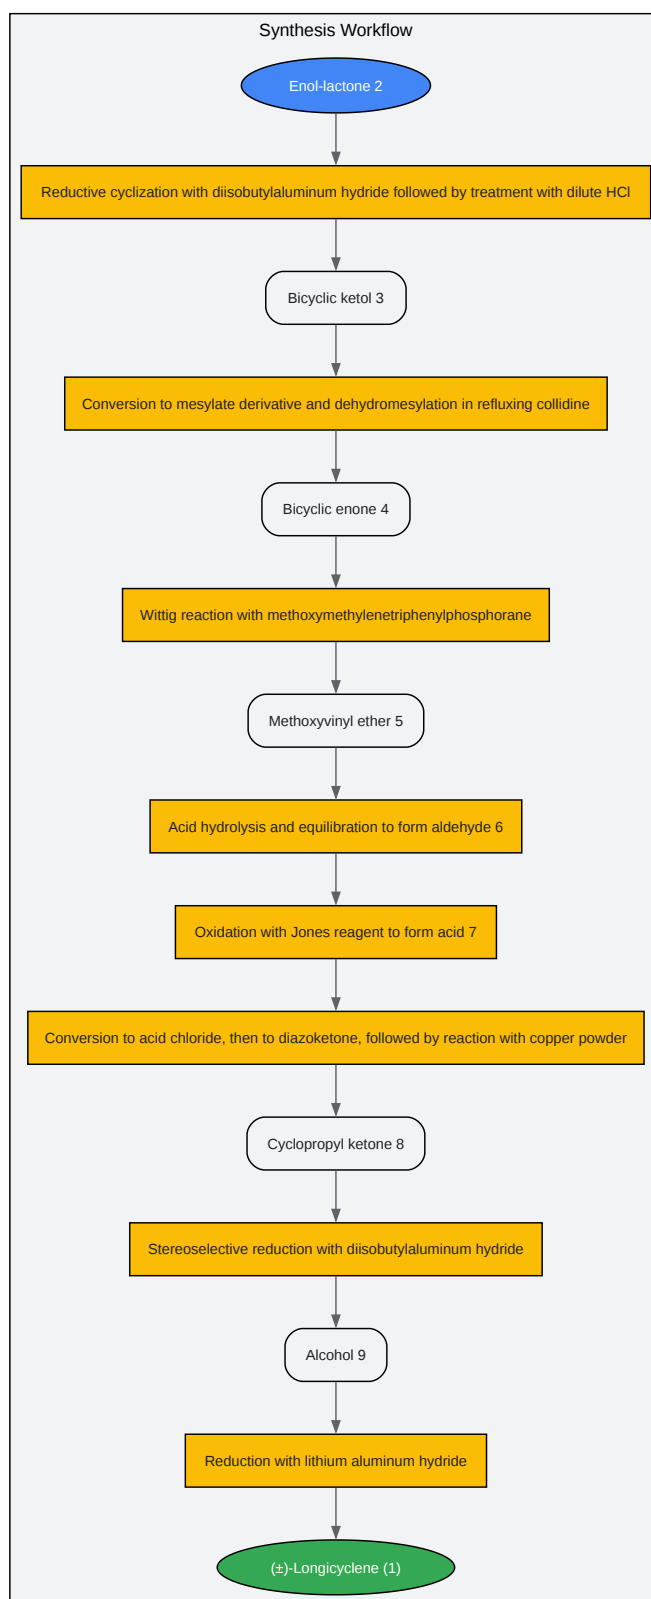 Synthesis Workflow
Enol-lactone 2
Reductive cyclization with diisobutylaluminum hydride followed by treatment with dilute HCl
Bicyclic ketol 3
Conversion to mesylate derivative and dehydromesylation in refluxing collidine
Bicyclic enone 4
Wittig reaction with methoxymethylenetriphenylphosphorane
Methoxyvinyl ether 5
Acid hydrolysis and equilibration to form aldehyde 6
Oxidation with Jones reagent to form acid 7
Conversion to acid chloride, then to diazoketone, followed by reaction with copper powder
Cyclopropyl ketone 8
Stereoselective reduction with diisobutylaluminum hydride
Alcohol 9
Reduction with lithium aluminum hydride
(±)-Longicyclene (1)